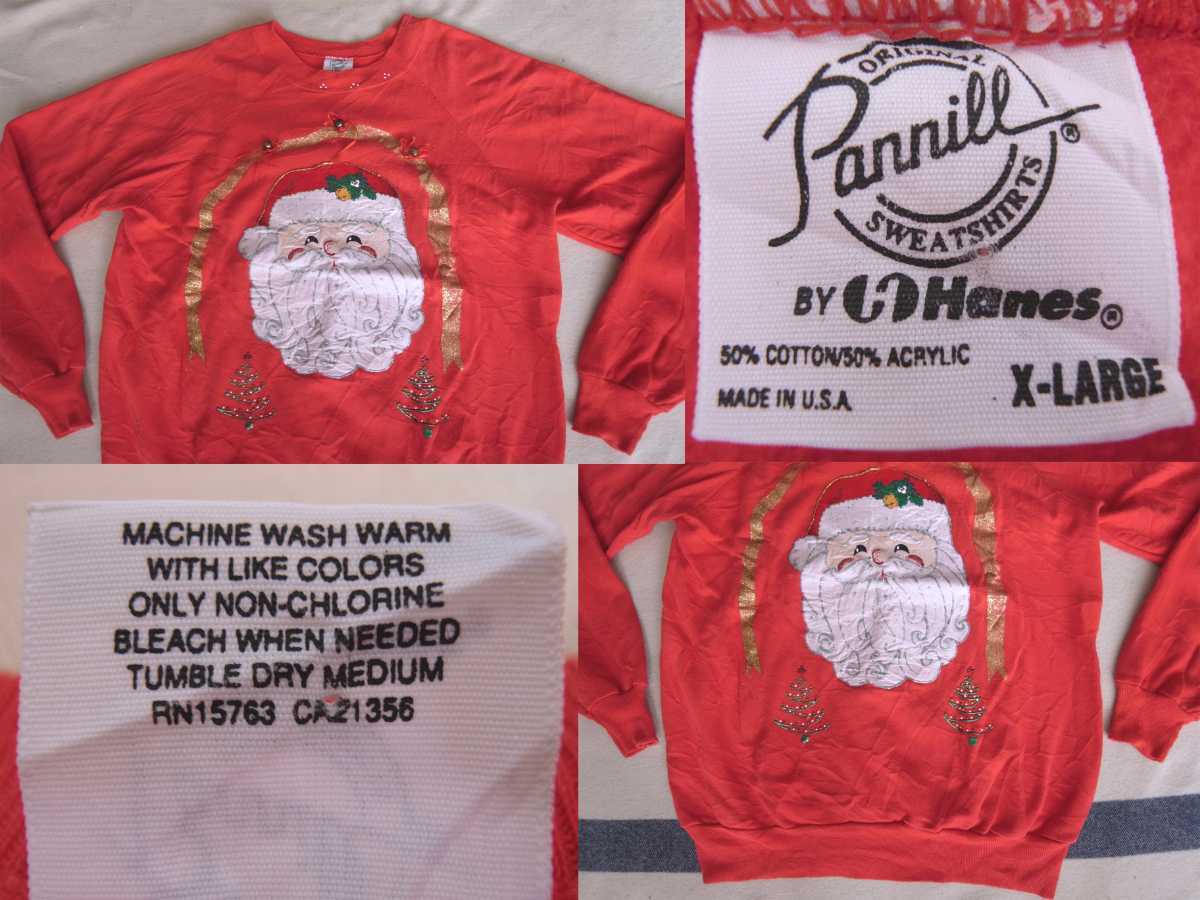 ORIGINAL
Pannill®
SWEATSHIRTS
BY Hanes®
50% COTTON/50% ACRYLIC
X-LARGE
MADE IN U.S.A
MACHINE WASH WARM
WITH LIKE COLORS
ONLY NON-CHLORINE
BLEACH WHEN NEEDED
TUMBLE DRY MEDIUM
RN15763 CA21356